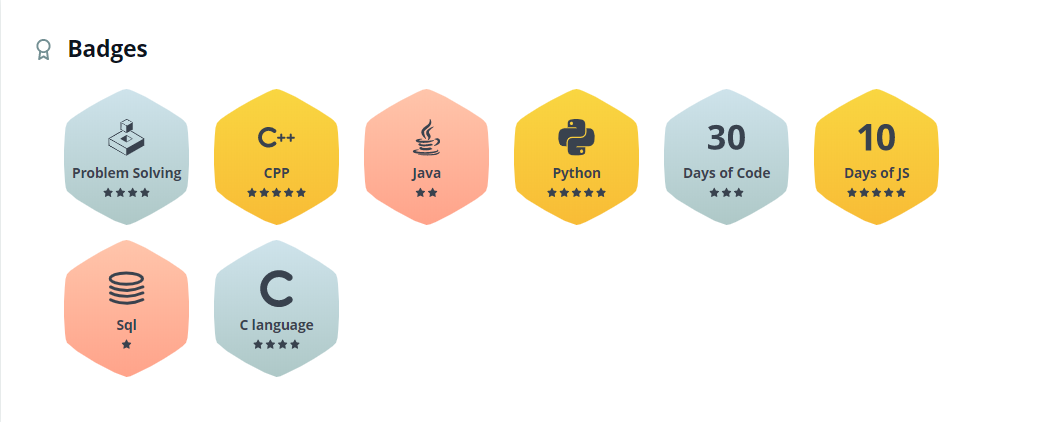 Badges
C++
30
10
Problem Solving
CPP
Java
Python
Days of Code
Days of JS
C
Sql
C language